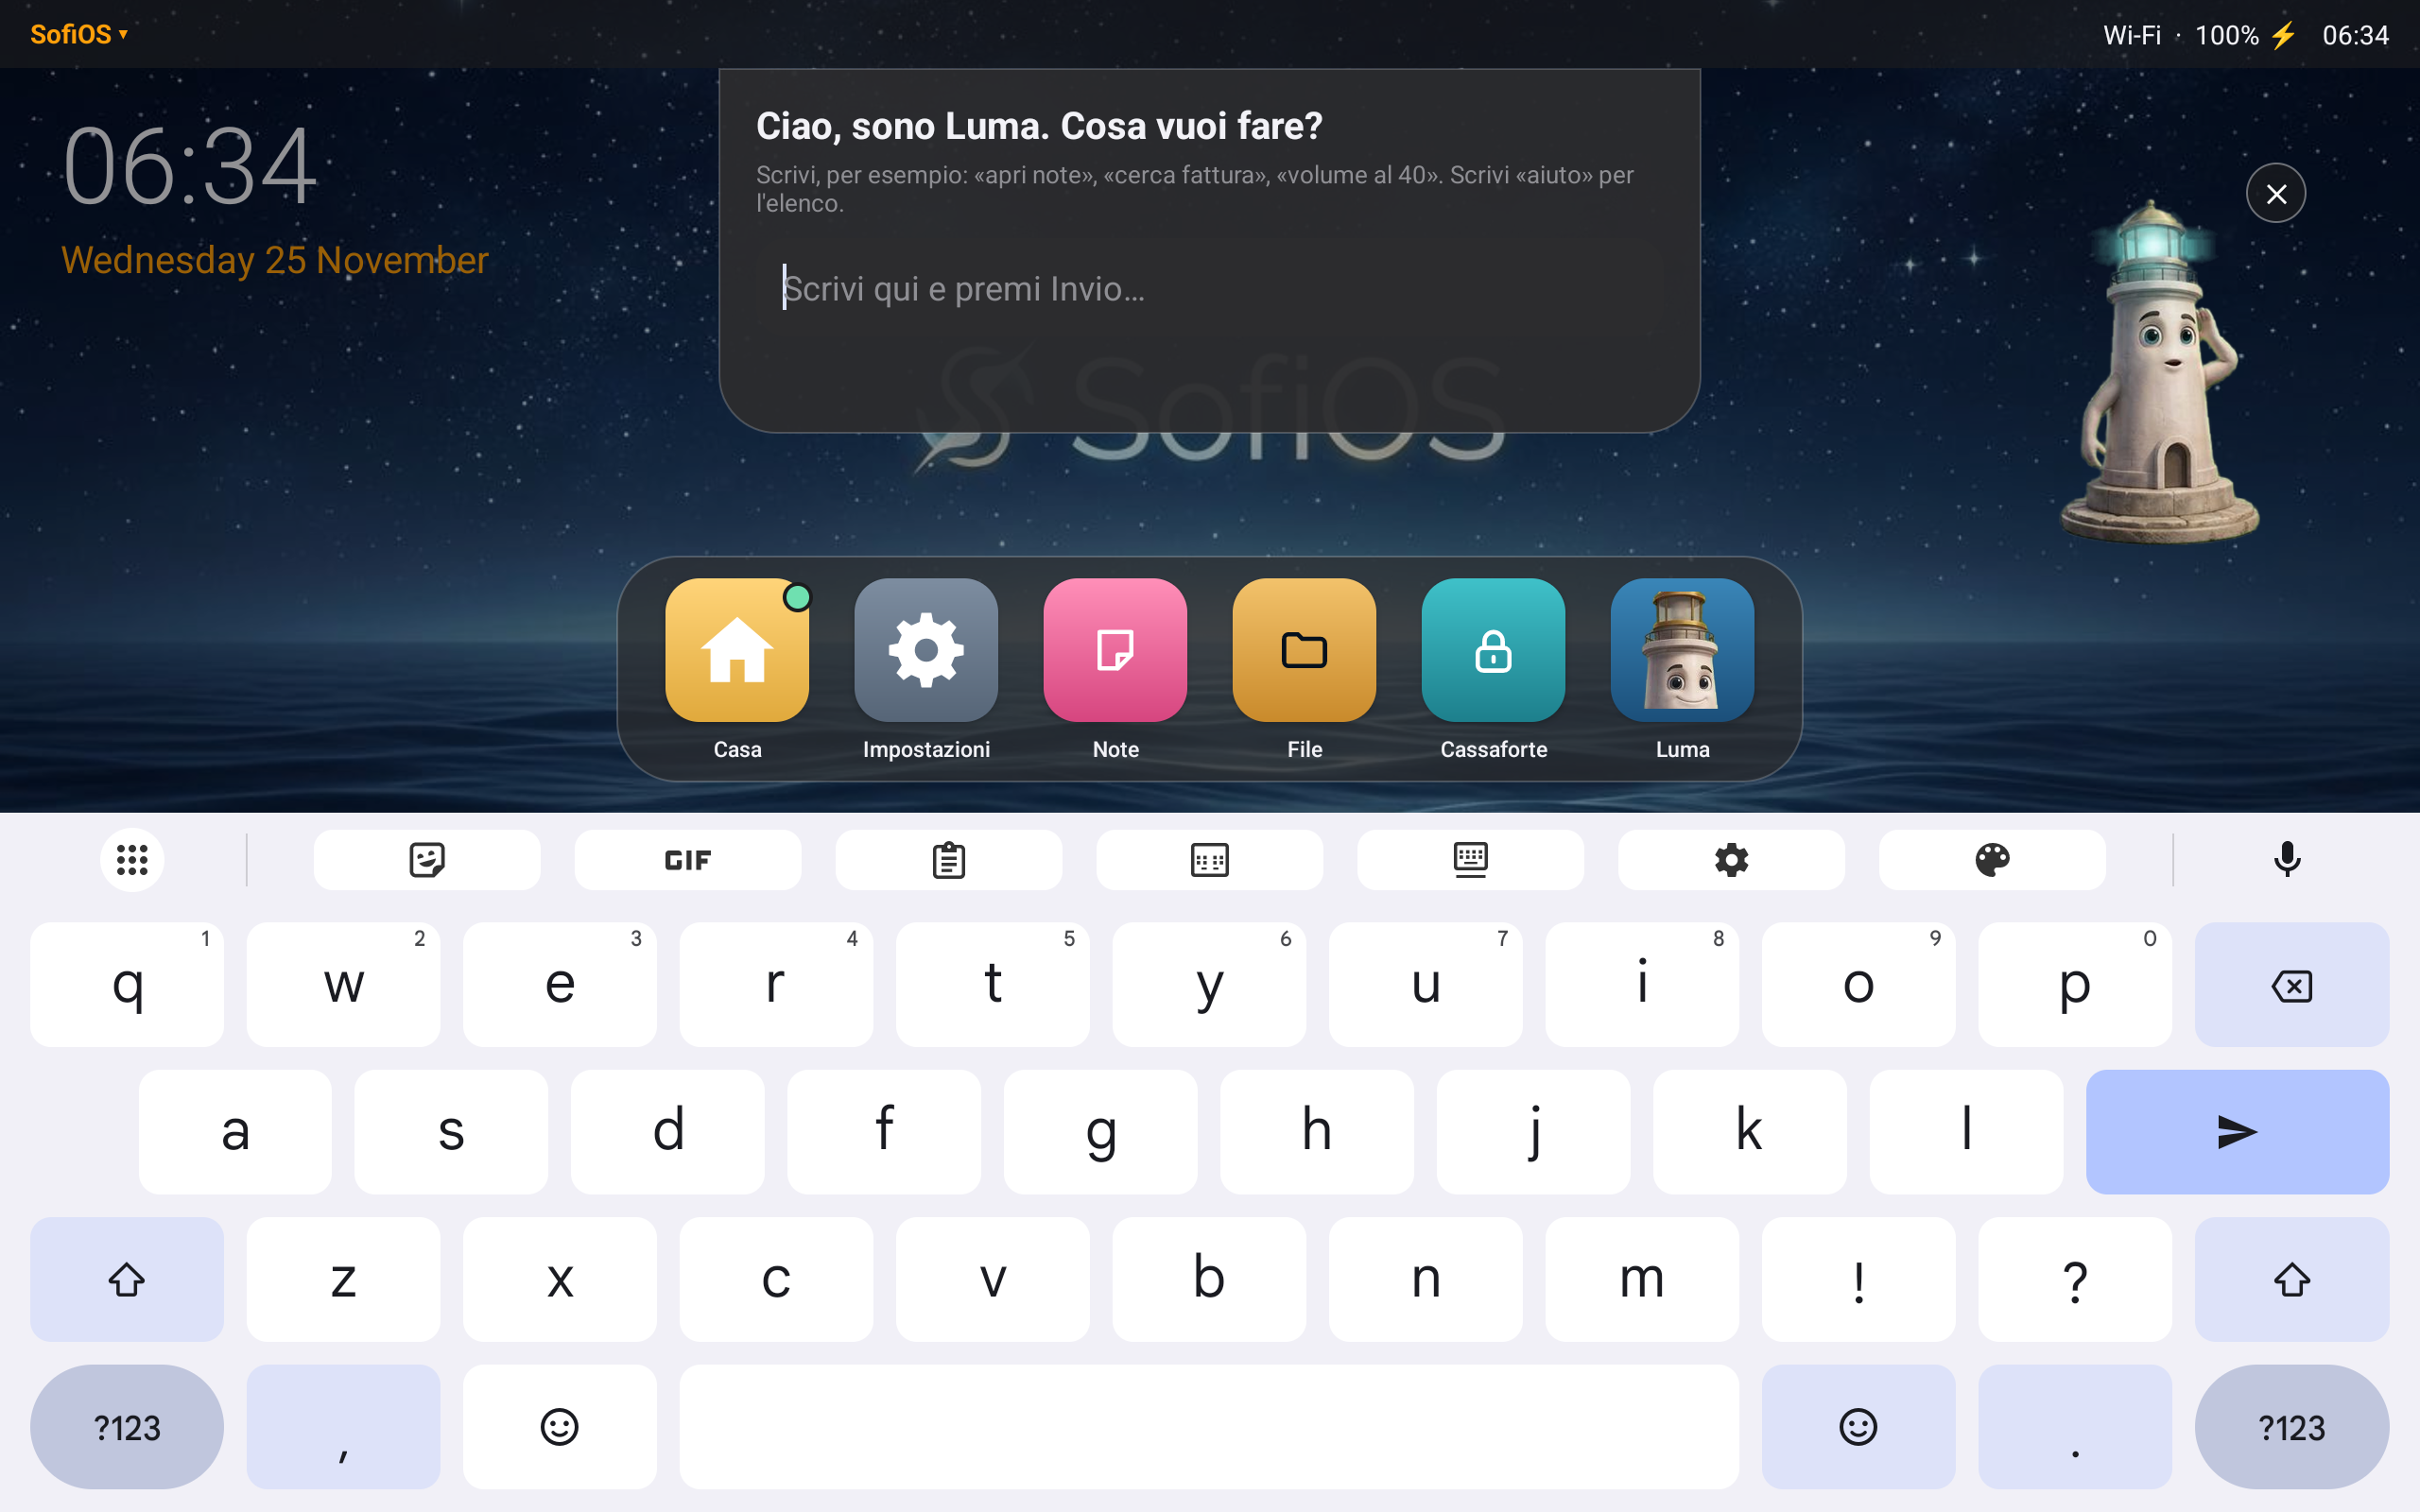 SofiOS ▾
Wi-Fi · 100% ⚡ 06:34
06:34
Wednesday 25 November
Ciao, sono Luma. Cosa vuoi fare?
Scrivi, per esempio: «apri note», «cerca fattura», «volume al 40». Scrivi «aiuto» per
l'elenco.
Scrivi qui e premi Invio...
SofiOS
Casa
Impostazioni
Note
File
Cassaforte
Luma
GIF
q 1 w 2 e 3 r 4 t 5 y 6 u 7 i 8 o 9 p 0
a s d f g h j k l
z x c v b n m ! ?
?123 , . ?123